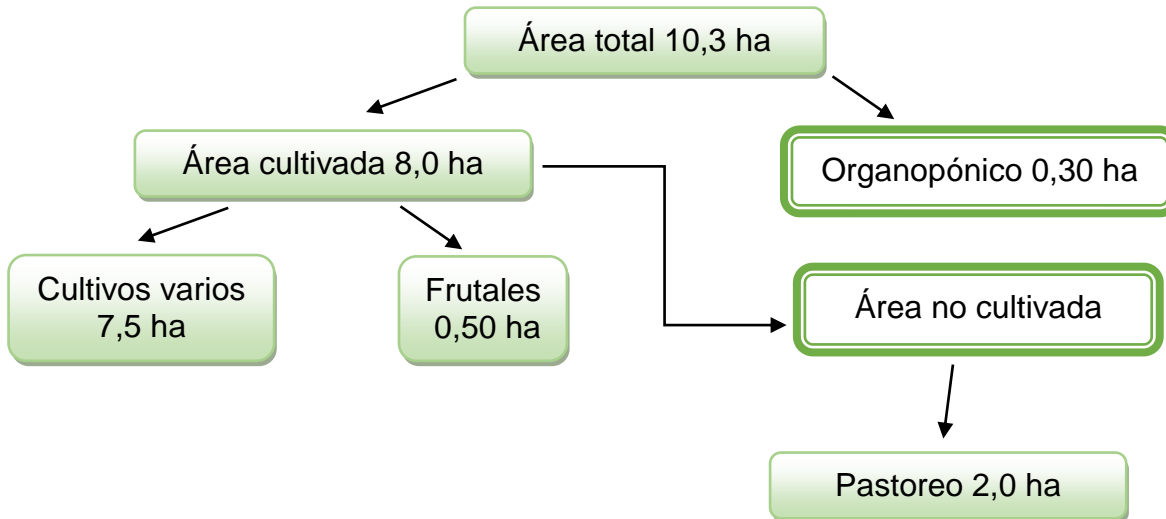 Área total 10,3 ha
Área cultivada 8,0 ha
Organopónico 0,30 ha
Cultivos varios
7,5 ha
Frutales
0,50 ha
Área no cultivada
Pastoreo 2,0 ha